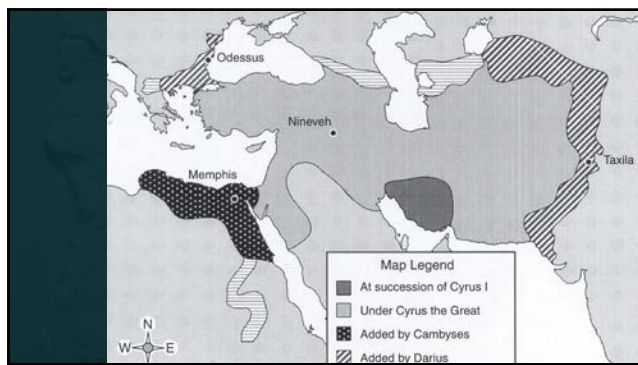 Odessus
Nineveh
Taxila
Memphis
Map Legend
At succession of Cyrus I
Under Cyrus the Great
Added by Cambyses
Added by Darius
N
W E